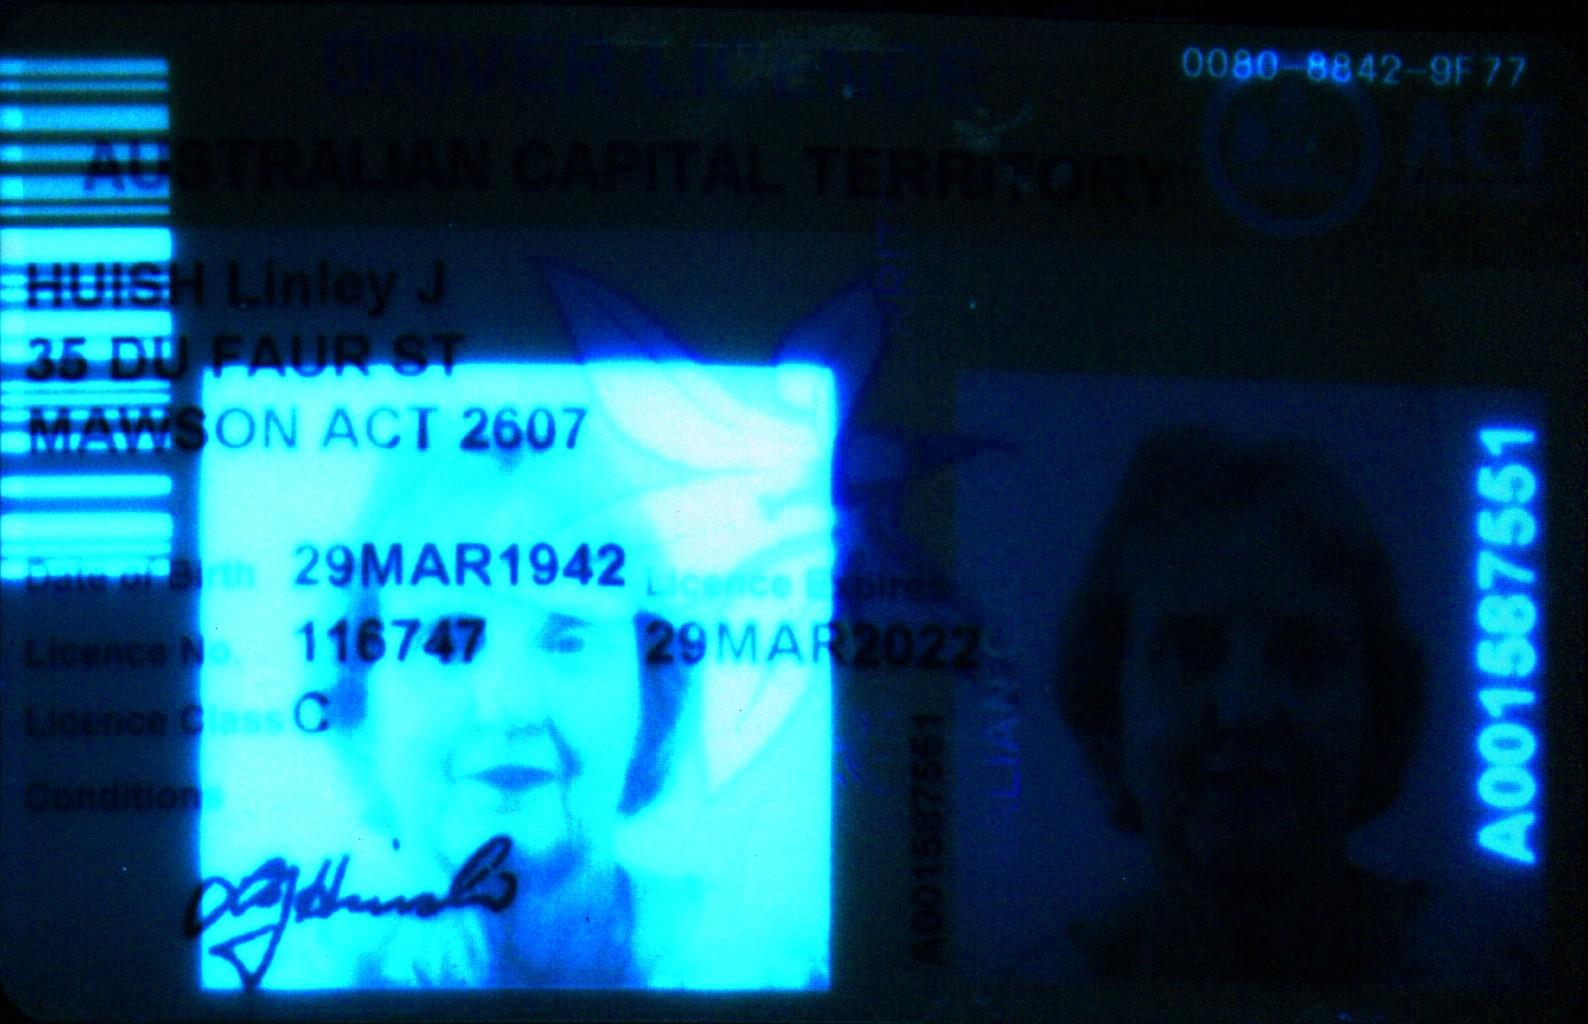 DRIVER LICENCE
0080-8842-9F77
ACT
AUSTRALIAN CAPITAL TERRITORY
HUISH Linley J
35 DU FAUR ST
MAWSON ACT 2607
Date of Birth 29MAR1942
Licence Expires
Licence No. 116747
29MAR2022
Licence Class C
Conditions
A001587551
A001587551